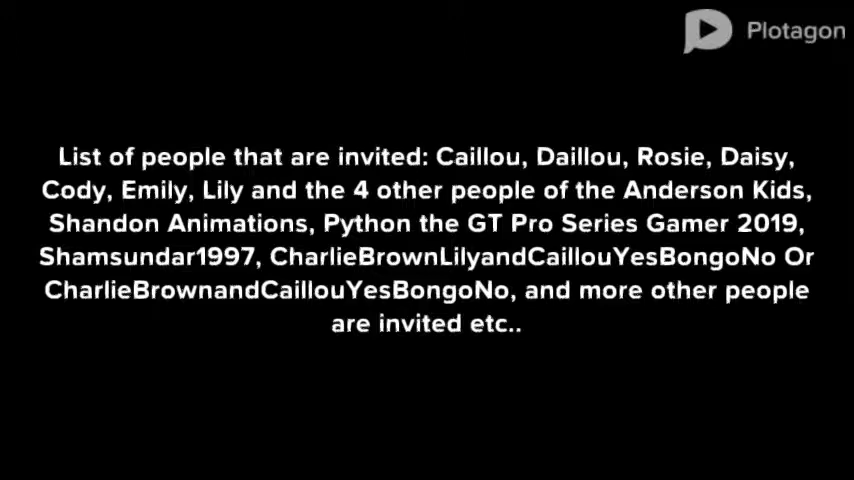 Plotagon
List of people that are invited: Caillou, Daillou, Rosie, Daisy,
Cody, Emily, Lily and the 4 other people of the Anderson Kids,
Shandon Animations, Python the GT Pro Series Gamer 2019,
Shamsundar1997, CharlieBrownLilyandCaillouYesBongoNo Or
CharlieBrownandCaillouYesBongoNo, and more other people
are invited etc..